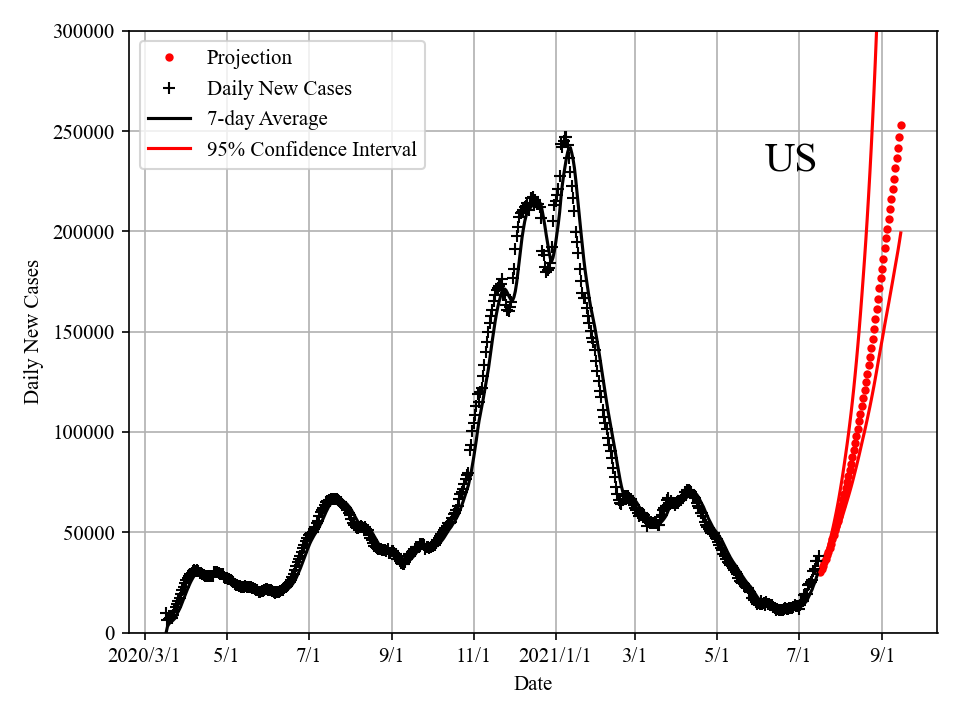 300000
250000
200000
150000
100000
50000
0
Daily New Cases
Projection
Daily New Cases
7-day Average
95% Confidence Interval
US
2020/3/1 5/1 7/1 9/1 11/1 2021/1/1 3/1 5/1 7/1 9/1
Date